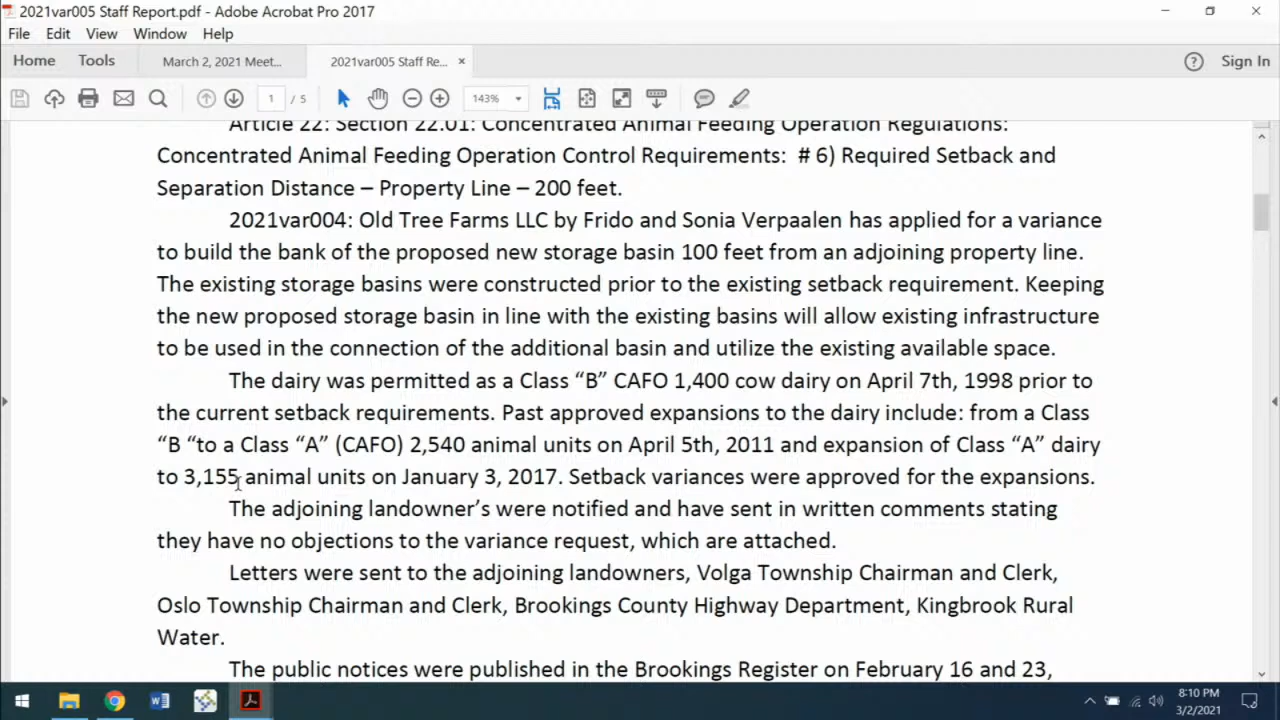 2021var005 Staff Report.pdf - Adobe Acrobat Pro 2017
File Edit View Window Help
Home Tools March 2, 2021 Meet... 2021var005 Staff Re... × Sign In
1 / 5 143%
Article 22: Section 22.01: Concentrated Animal Feeding Operation Regulations:
Concentrated Animal Feeding Operation Control Requirements: # 6) Required Setback and
Separation Distance – Property Line – 200 feet.
2021var004: Old Tree Farms LLC by Frido and Sonia Verpaalen has applied for a variance
to build the bank of the proposed new storage basin 100 feet from an adjoining property line.
The existing storage basins were constructed prior to the existing setback requirement. Keeping
the new proposed storage basin in line with the existing basins will allow existing infrastructure
to be used in the connection of the additional basin and utilize the existing available space.
The dairy was permitted as a Class “B” CAFO 1,400 cow dairy on April 7th, 1998 prior to
the current setback requirements. Past approved expansions to the dairy include: from a Class
“B “to a Class “A” (CAFO) 2,540 animal units on April 5th, 2011 and expansion of Class “A” dairy
to 3,155 animal units on January 3, 2017. Setback variances were approved for the expansions.
The adjoining landowner’s were notified and have sent in written comments stating
they have no objections to the variance request, which are attached.
Letters were sent to the adjoining landowners, Volga Township Chairman and Clerk,
Oslo Township Chairman and Clerk, Brookings County Highway Department, Kingbrook Rural
Water.
The public notices were published in the Brookings Register on February 16 and 23,
8:10 PM
3/2/2021